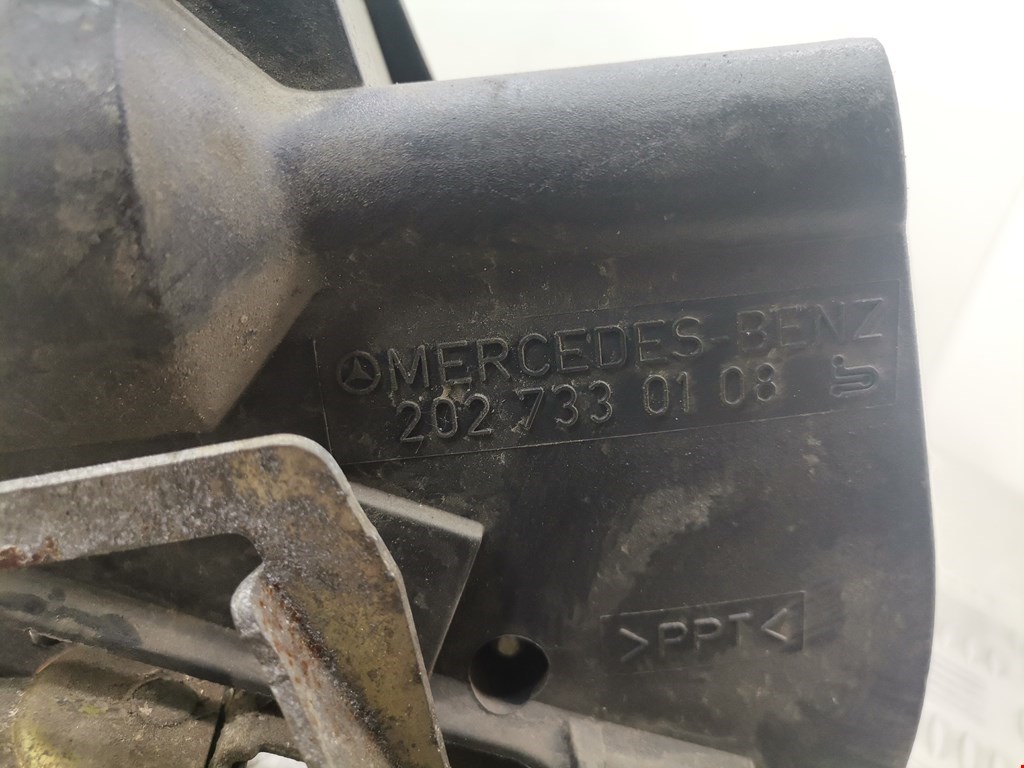 MERCEDES-BENZ
202 733 01 08
>PPT<